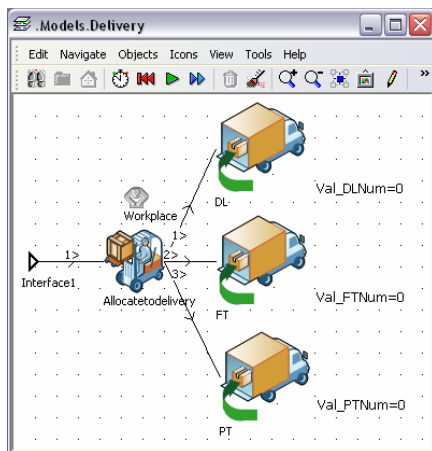 .Models.Delivery
Edit Navigate Objects Icons View Tools Help
»
DL
Val_DLNum=0
Workplace
1>
1>
2>
3>
Interface1
Allocatetodelivery
FT
Val_FTNum=0
PT
Val_PTNum=0